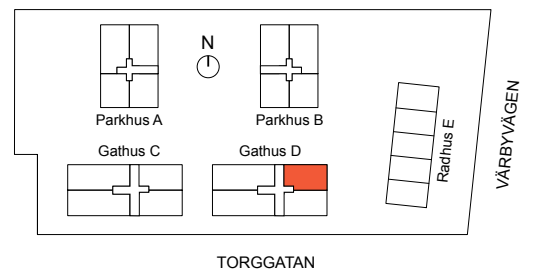 N
Parkhus A
Parkhus B
Gathus C
Gathus D
Radhus E
VÄRBYVÄGEN
TORGGATAN